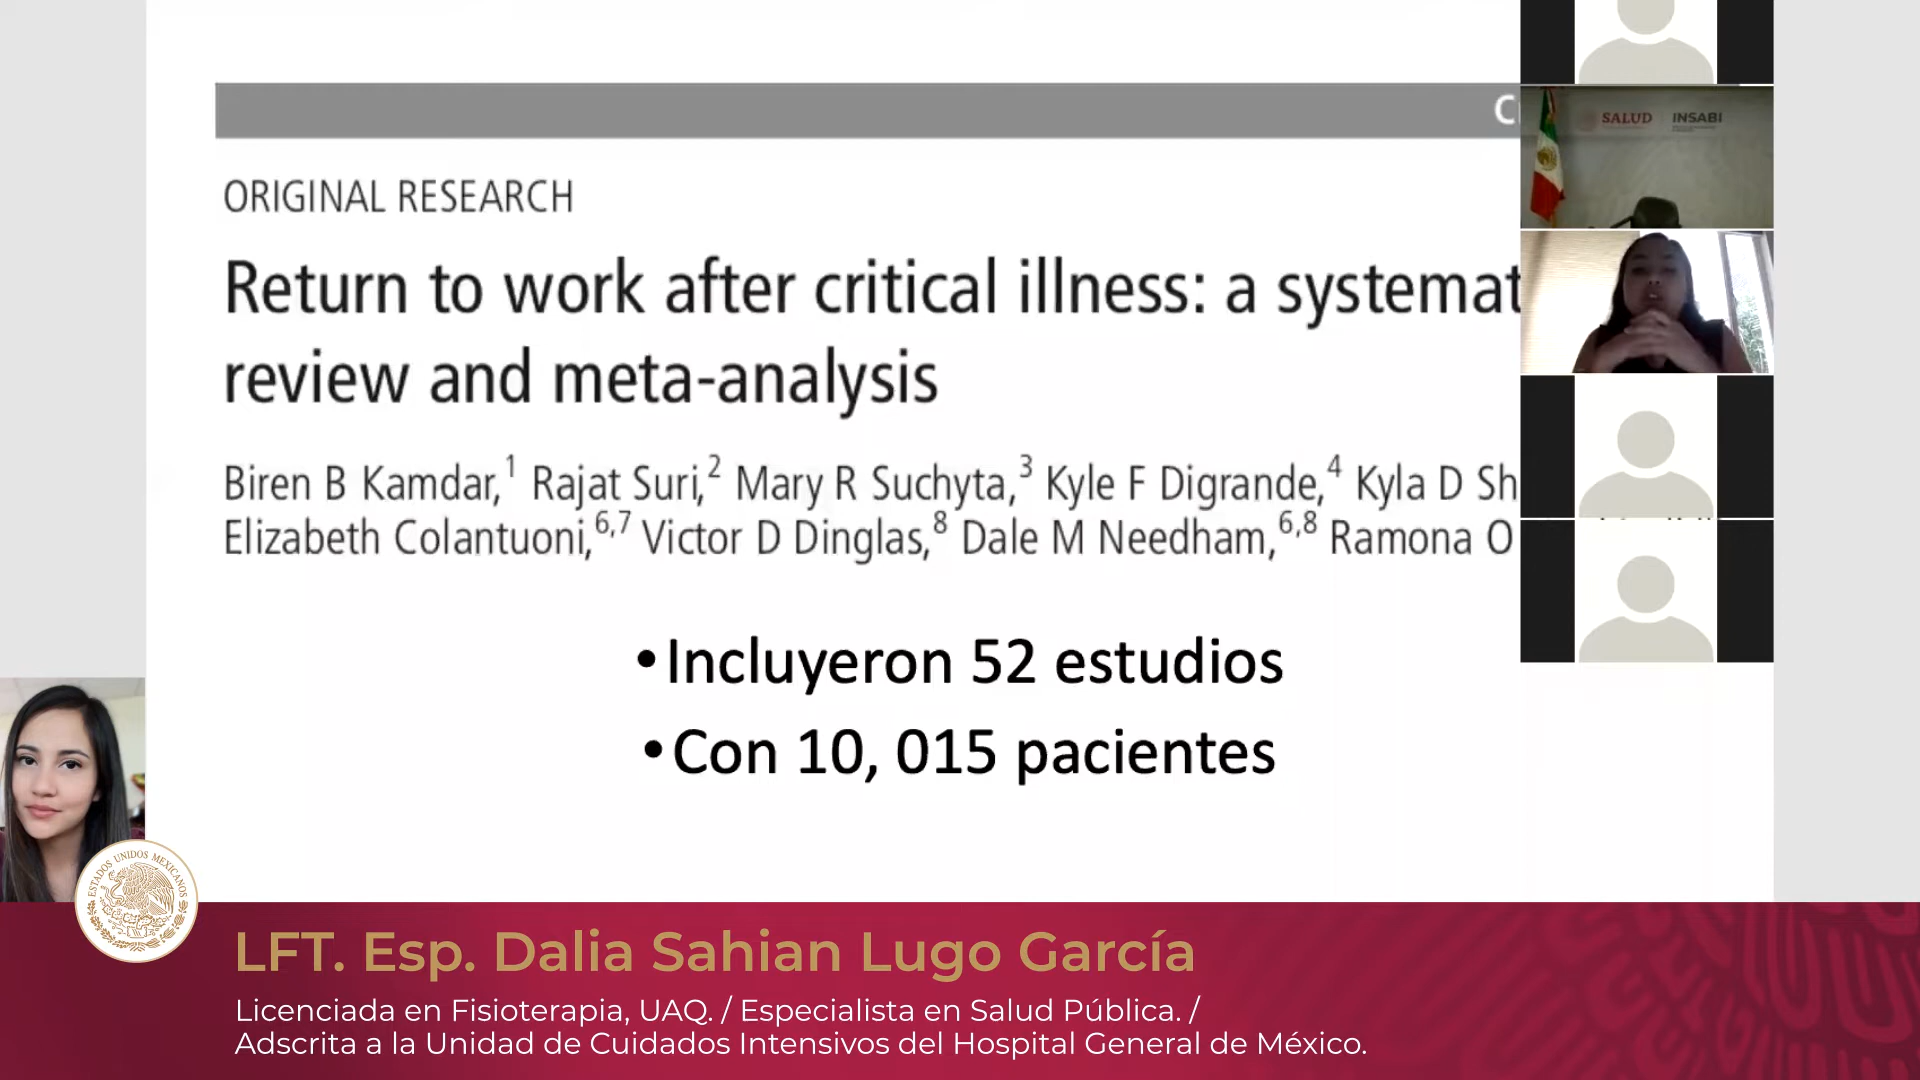 C
SALUD INSABI
ORIGINAL RESEARCH
Return to work after critical illness: a systemat
review and meta-analysis
Biren B Kamdar,1 Rajat Suri,2 Mary R Suchyta,3 Kyle F Digrande,4 Kyla D Sh
Elizabeth Colantuoni,6,7 Victor D Dinglas,8 Dale M Needham,6,8 Ramona O
•Incluyeron 52 estudios
•Con 10, 015 pacientes
ESTADOS UNIDOS MEXICANOS
LFT. Esp. Dalia Sahian Lugo García
Licenciada en Fisioterapia, UAQ. / Especialista en Salud Pública. /
Adscrita a la Unidad de Cuidados Intensivos del Hospital General de México.